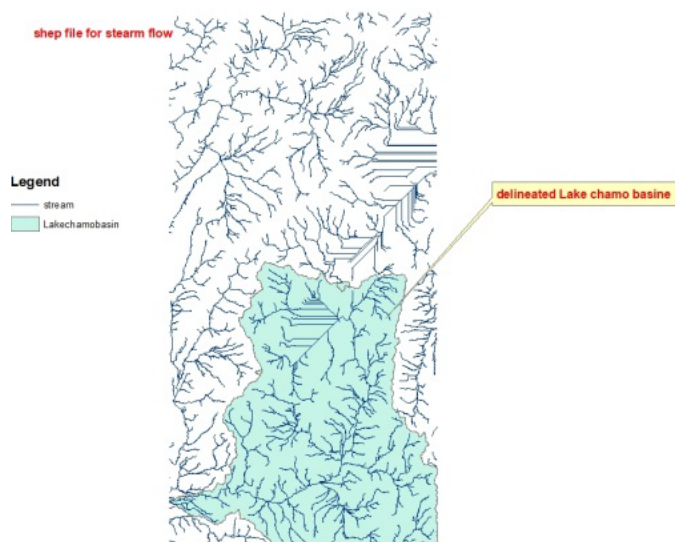 shep file for stearm flow
Legend
stream
Lakechamobasin
delineated Lake chamo basine